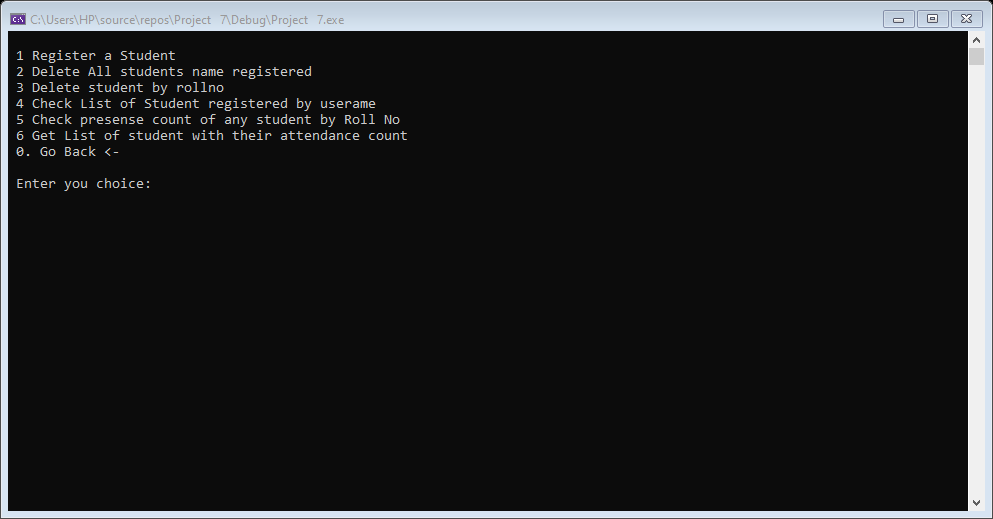 C:\Users\HP\source\repos\Project 7\Debug\Project 7.exe
1 Register a Student
2 Delete All students name registered
3 Delete student by rollno
4 Check List of Student registered by userame
5 Check presense count of any student by Roll No
6 Get List of student with their attendance count
0. Go Back <-
Enter you choice: